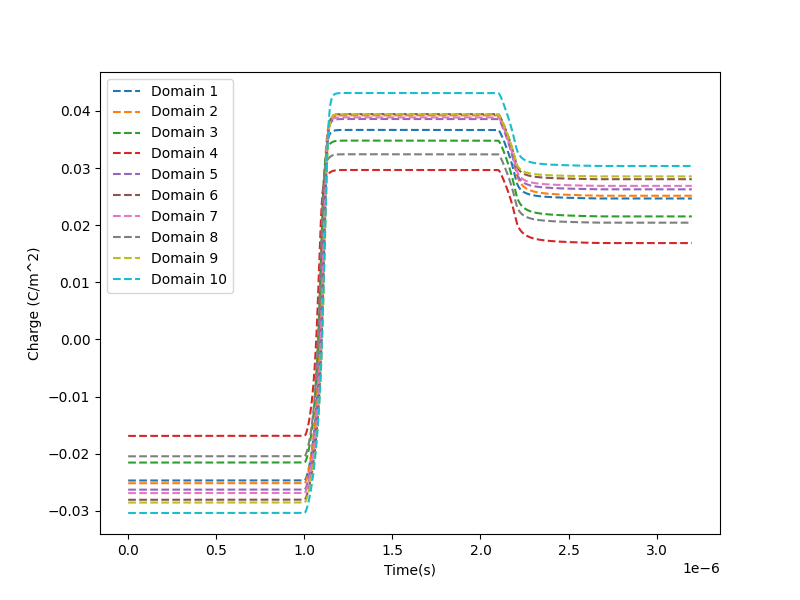 Domain 1
Domain 2
Domain 3
Domain 4
Domain 5
Domain 6
Domain 7
Domain 8
Domain 9
Domain 10
0.04
0.03
0.02
0.01
0.00
−0.01
−0.02
−0.03
Charge (C/m^2)
0.0 0.5 1.0 1.5 2.0 2.5 3.0
1e−6
Time(s)